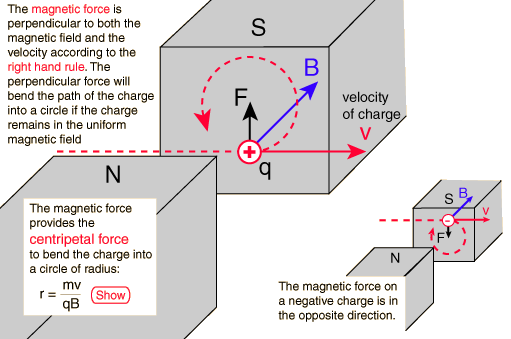 The magnetic force is
perpendicular to both the
magnetic field and the
velocity according to the
right hand rule. The
perpendicular force will
bend the path of the charge
into a circle if the charge
remains in the uniform
magnetic field
S
B
F
velocity
of charge
v
+
q
N
The magnetic force
provides the
centripetal force
to bend the charge into
a circle of radius:
r = mv/qB
Show
S
B
v
-
F
N
The magnetic force on
a negative charge is in
the opposite direction.